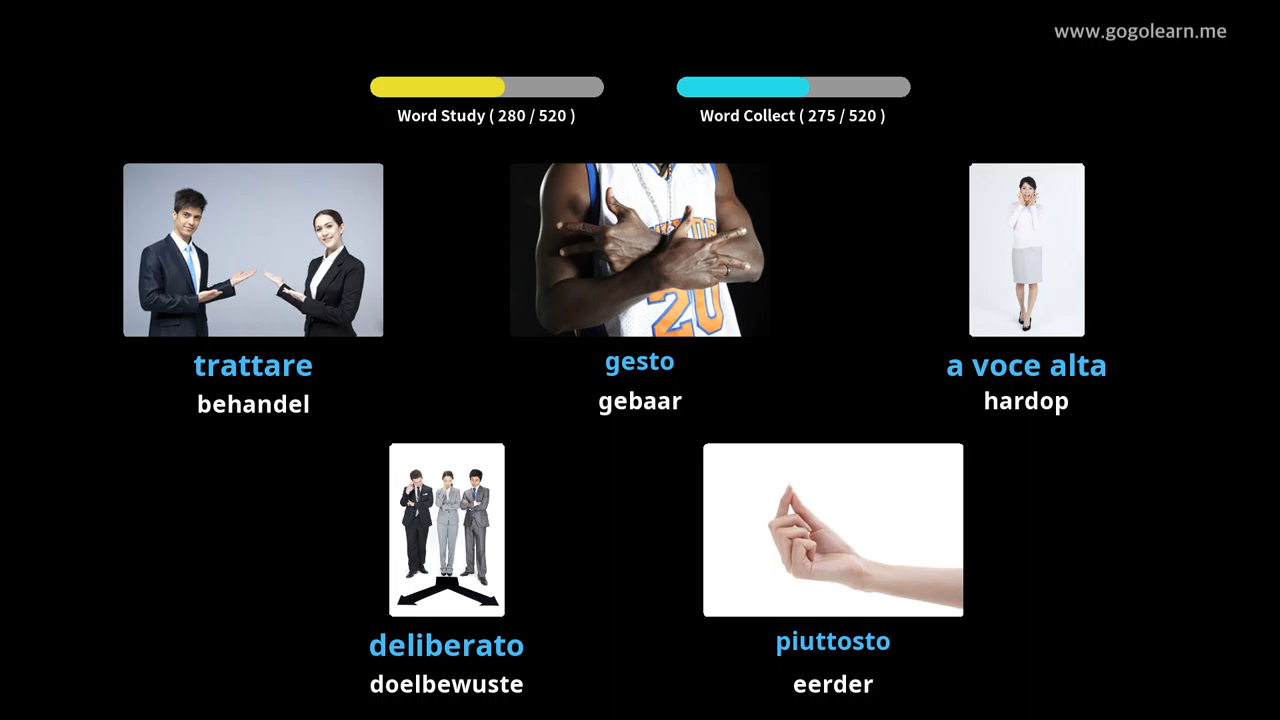 www.gogolearn.me
Word Study ( 280 / 520 )
Word Collect ( 275 / 520 )
20
trattare
gesto
a voce alta
behandel
gebaar
hardop
deliberato
piuttosto
doelbewuste
eerder